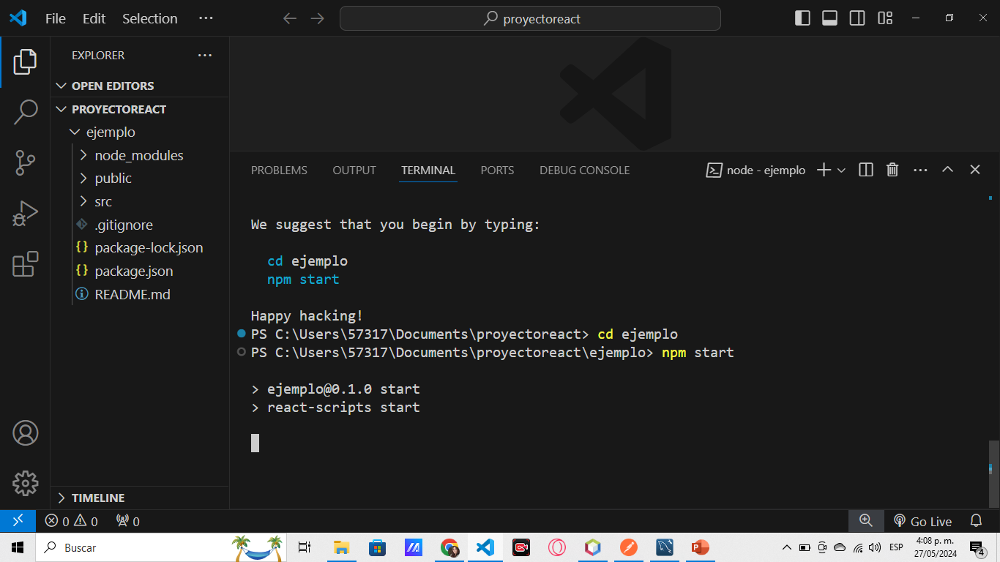 File Edit Selection ···
proyectoreact
EXPLORER ···
OPEN EDITORS
PROYECTOREACT
ejemplo
node_modules
public
src
.gitignore
{} package-lock.json
{} package.json
README.md
TIMELINE
PROBLEMS OUTPUT TERMINAL PORTS DEBUG CONSOLE
node - ejemplo
We suggest that you begin by typing:
cd ejemplo
npm start
Happy hacking!
PS C:\Users\57317\Documents\proyectoreact> cd ejemplo
PS C:\Users\57317\Documents\proyectoreact\ejemplo> npm start
> ejemplo@0.1.0 start
> react-scripts start
0 0 0
Go Live
Buscar
ESP
4:08 p. m.
27/05/2024
4